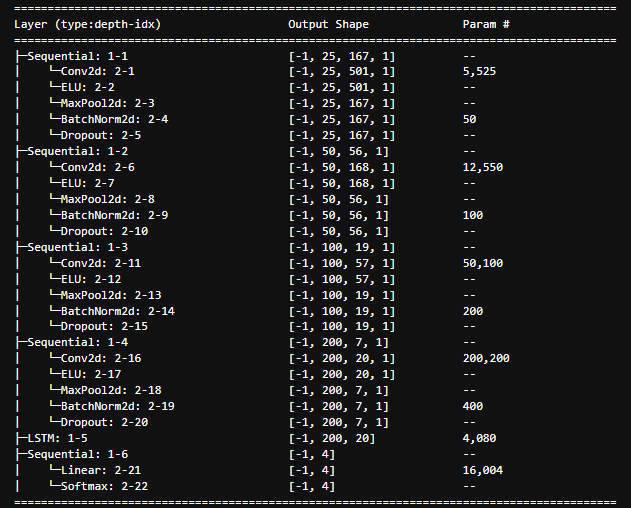 ==========================================================================================
Layer (type:depth-idx)                   Output Shape              Param #
==========================================================================================
├─Sequential: 1-1                        [-1, 25, 167, 1]          --
|    └─Conv2d: 2-1                       [-1, 25, 501, 1]          5,525
|    └─ELU: 2-2                          [-1, 25, 501, 1]          --
|    └─MaxPool2d: 2-3                    [-1, 25, 167, 1]          --
|    └─BatchNorm2d: 2-4                  [-1, 25, 167, 1]          50
|    └─Dropout: 2-5                      [-1, 25, 167, 1]          --
├─Sequential: 1-2                        [-1, 50, 56, 1]           --
|    └─Conv2d: 2-6                       [-1, 50, 168, 1]          12,550
|    └─ELU: 2-7                          [-1, 50, 168, 1]          --
|    └─MaxPool2d: 2-8                    [-1, 50, 56, 1]           --
|    └─BatchNorm2d: 2-9                  [-1, 50, 56, 1]           100
|    └─Dropout: 2-10                     [-1, 50, 56, 1]           --
├─Sequential: 1-3                        [-1, 100, 19, 1]          --
|    └─Conv2d: 2-11                      [-1, 100, 57, 1]          50,100
|    └─ELU: 2-12                         [-1, 100, 57, 1]          --
|    └─MaxPool2d: 2-13                   [-1, 100, 19, 1]          --
|    └─BatchNorm2d: 2-14                 [-1, 100, 19, 1]          200
|    └─Dropout: 2-15                     [-1, 100, 19, 1]          --
├─Sequential: 1-4                        [-1, 200, 7, 1]           --
|    └─Conv2d: 2-16                      [-1, 200, 20, 1]          200,200
|    └─ELU: 2-17                         [-1, 200, 20, 1]          --
|    └─MaxPool2d: 2-18                   [-1, 200, 7, 1]           --
|    └─BatchNorm2d: 2-19                 [-1, 200, 7, 1]           400
|    └─Dropout: 2-20                     [-1, 200, 7, 1]           --
├─LSTM: 1-5                              [-1, 200, 20]             4,080
├─Sequential: 1-6                        [-1, 4]                   --
|    └─Linear: 2-21                      [-1, 4]                   16,004
|    └─Softmax: 2-22                     [-1, 4]                   --
==========================================================================================